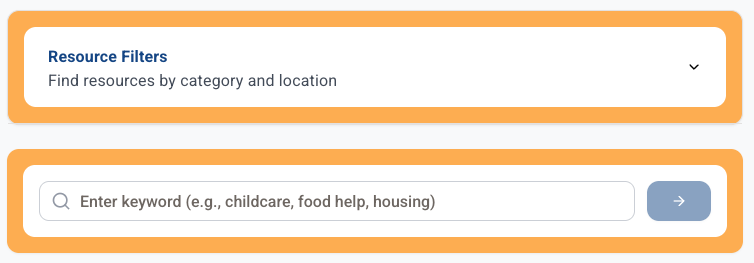 Resource Filters
Find resources by category and location
Enter keyword (e.g., childcare, food help, housing)